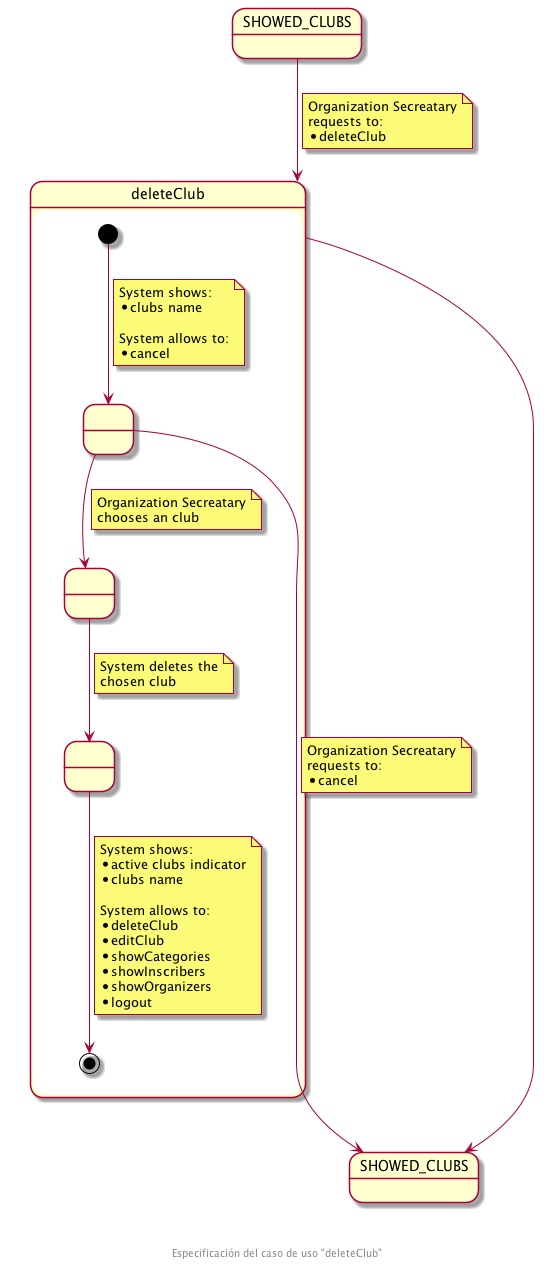 SHOWED_CLUBS
Organization Secreatary
requests to:
• deleteClub
deleteClub
System shows:
• clubs name
System allows to:
• cancel
Organization Secreatary
chooses an club
System deletes the
chosen club
Organization Secreatary
requests to:
• cancel
System shows:
• active clubs indicator
• clubs name
System allows to:
• deleteClub
• editClub
• showCategories
• showInscribers
• showOrganizers
• logout
SHOWED_CLUBS
Especificación del caso de uso "deleteClub"